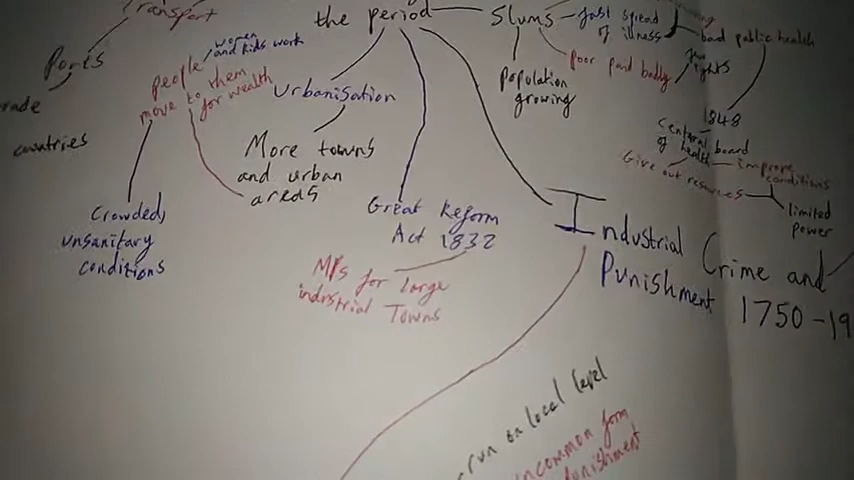 Transport
the period
Slums
fast spread
of illness
bad public health
Ports
rade
countries
women
and kids work
people
move to them
for wealth
Urbanisation
Population
growing
poor paid badly
rights
1848
Central board
of health
improve
conditions
Give out resources
limited
power
More towns
and urban
areas
Crowded,
unsanitary
conditions
Great Reform
Act 1832
MPs for large
industrial Towns
Industrial Crime and
Punishment 1750-19
run on local level
uncommon form
punishment